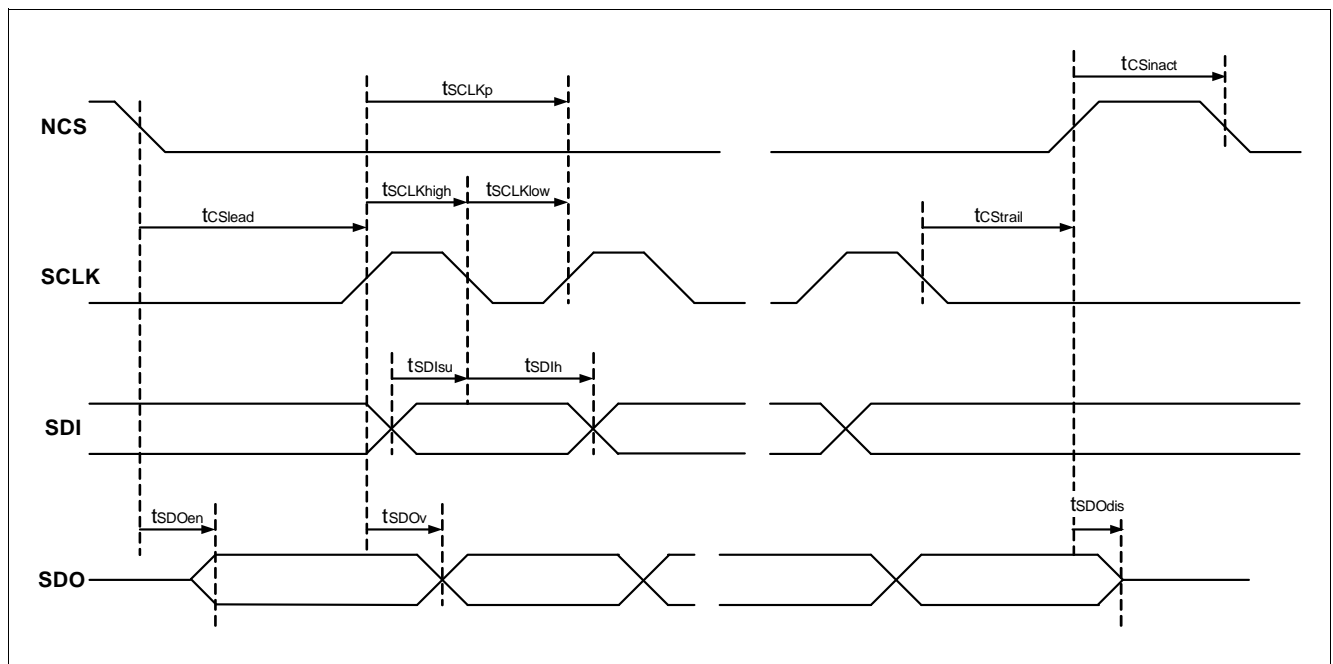 tCSinact
tSCLKp
NCS
tSCLKhigh
tSCLKlow
tCSlead
tCStrail
SCLK
tSDIsu
tSDIh
SDI
tSDOen
tSDOv
tSDOdis
SDO